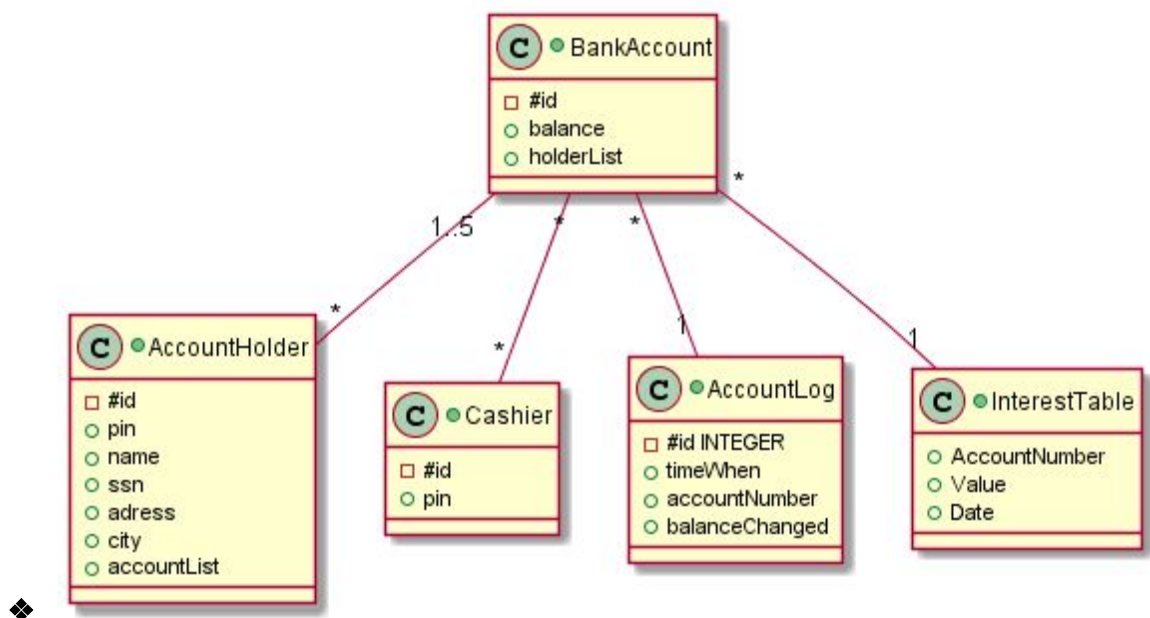 C BankAccount
#id
balance
holderList
*
1..5
*
*
*
*
1
1
C AccountHolder
#id
pin
name
ssn
adress
city
accountList
C Cashier
#id
pin
C AccountLog
#id INTEGER
timeWhen
accountNumber
balanceChanged
C InterestTable
AccountNumber
Value
Date